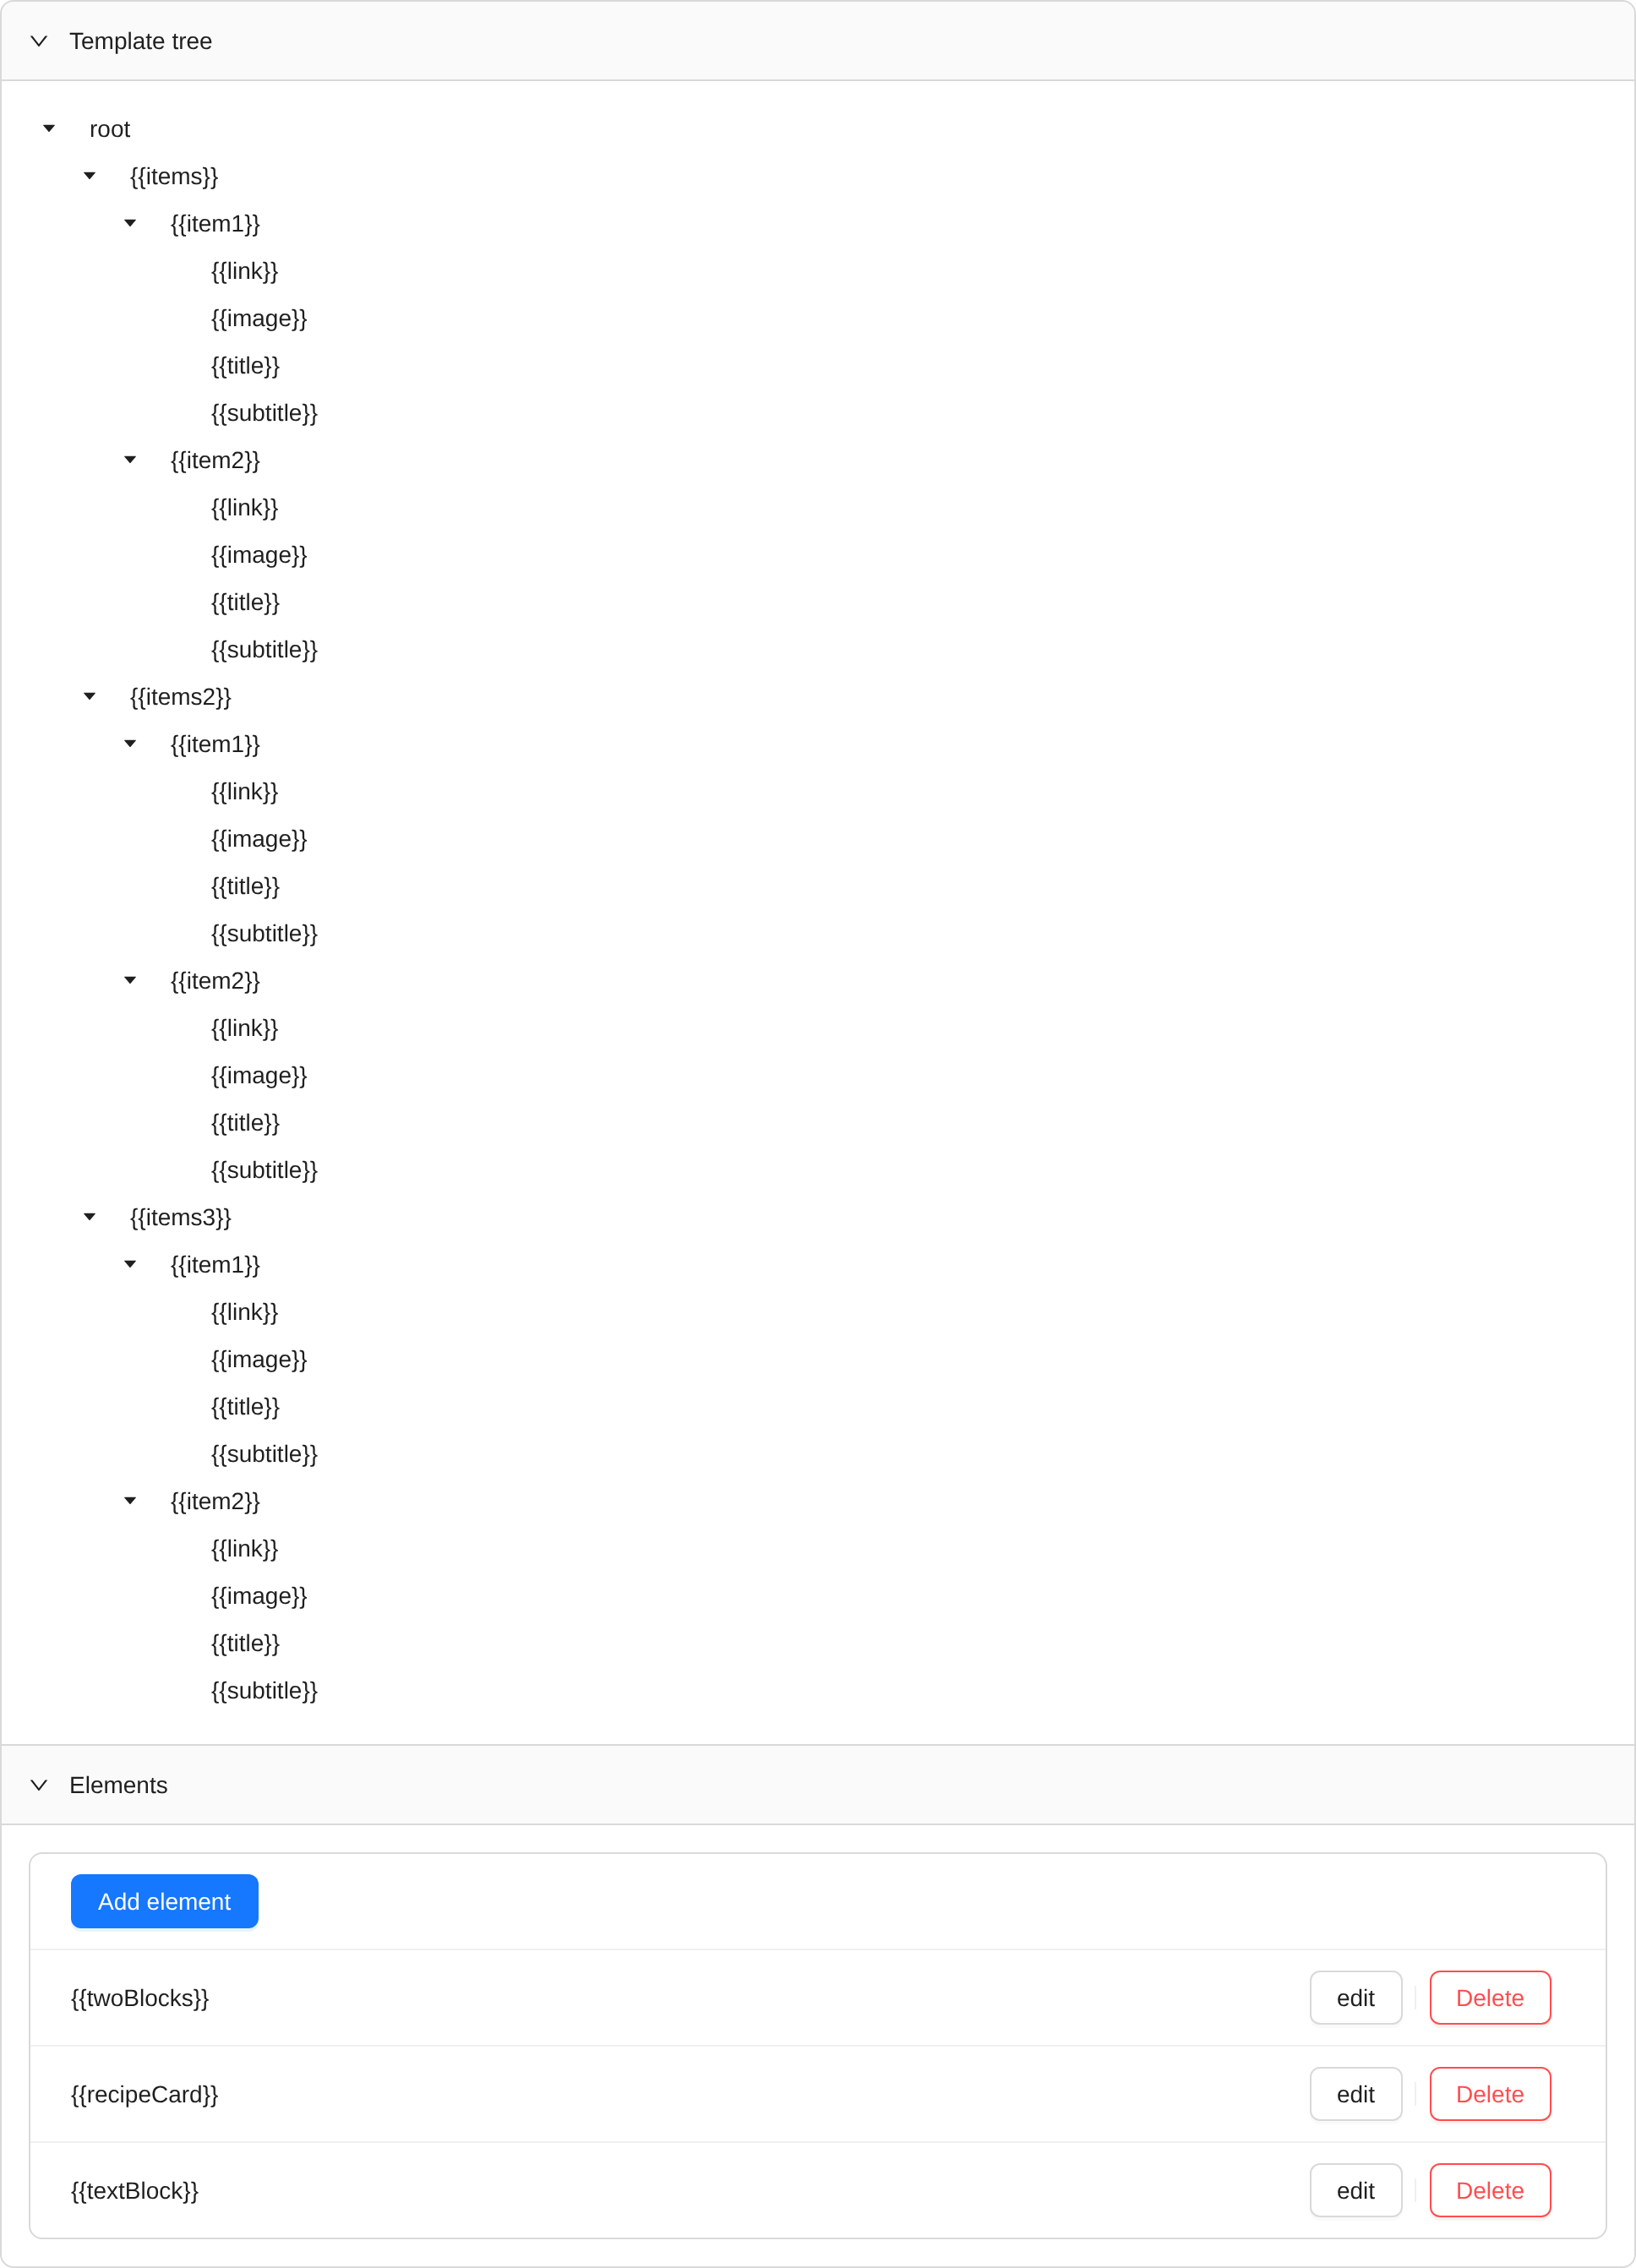 Template tree
root
{{items}}
{{item1}}
{{link}}
{{image}}
{{title}}
{{subtitle}}
{{item2}}
{{link}}
{{image}}
{{title}}
{{subtitle}}
{{items2}}
{{item1}}
{{link}}
{{image}}
{{title}}
{{subtitle}}
{{item2}}
{{link}}
{{image}}
{{title}}
{{subtitle}}
{{items3}}
{{item1}}
{{link}}
{{image}}
{{title}}
{{subtitle}}
{{item2}}
{{link}}
{{image}}
{{title}}
{{subtitle}}
Elements
Add element
{{twoBlocks}} edit Delete
{{recipeCard}} edit Delete
{{textBlock}} edit Delete